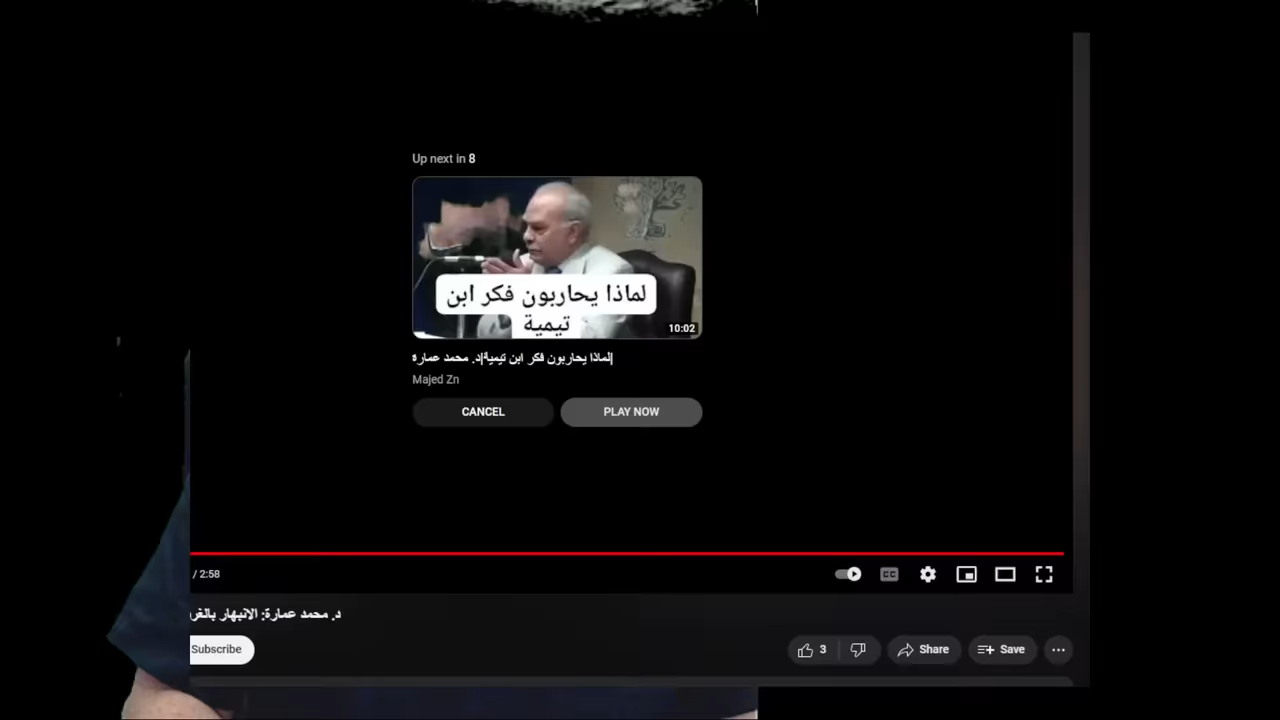 Up next in 8
لماذا يحاربون فكر ابن
تيمية
10:02
|لماذا يحاربون فكر ابن تيمية|د. محمد عمارة
Majed Zn
CANCEL PLAY NOW
/ 2:58
CC
د. محمد عمارة: الانبهار بالغر
Subscribe 3 Share Save